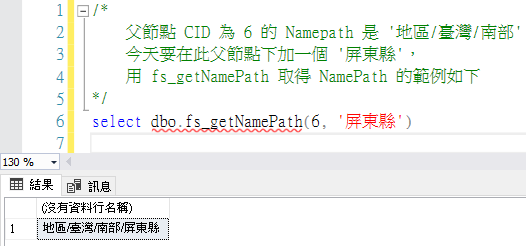 1 /*
2 父節點 CID 為 6 的 Namepath 是 '地區/臺灣/南部'
3 今天要在此父節點下加一個 '屏東縣'，
4 用 fs_getNamePath 取得 NamePath 的範例如下
5 */
6 select dbo.fs_getNamePath(6, '屏東縣')
7
130 %
結果 訊息
(沒有資料行名稱)
1 地區/臺灣/南部/屏東縣